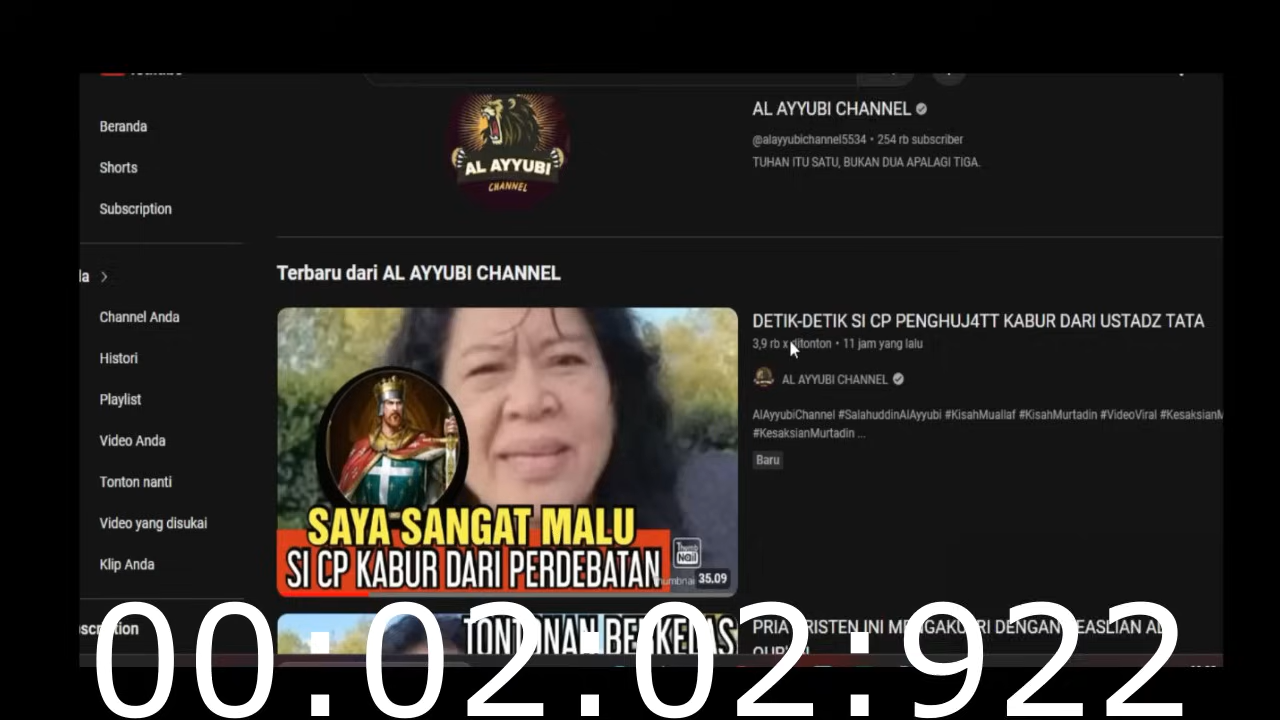 Beranda
Shorts
Subscription
Channel Anda
Histori
Playlist
Video Anda
Tonton nanti
Video yang disukai
Klip Anda
AL AYYUBI
CHANNEL
AL AYYUBI CHANNEL
@alayyubichannel5534 • 254 rb subscriber
TUHAN ITU SATU, BUKAN DUA APALAGI TIGA.
Terbaru dari AL AYYUBI CHANNEL
SAYA SANGAT MALU
SI CP KABUR DARI PERDEBATAN
35.09
DETIK-DETIK SI CP PENGHUJ4TT KABUR DARI USTADZ TATA
3,9 rb x ditonton • 11 jam yang lalu
AL AYYUBI CHANNEL
AlAyyubiChannel #SalahuddinAlAyyubi #KisahMuallaf #KisahMurtadin #VideoViral #KesaksianM
#KesaksianMurtadin ...
Baru
TONTONAN BERKELAS
00:02:02:922